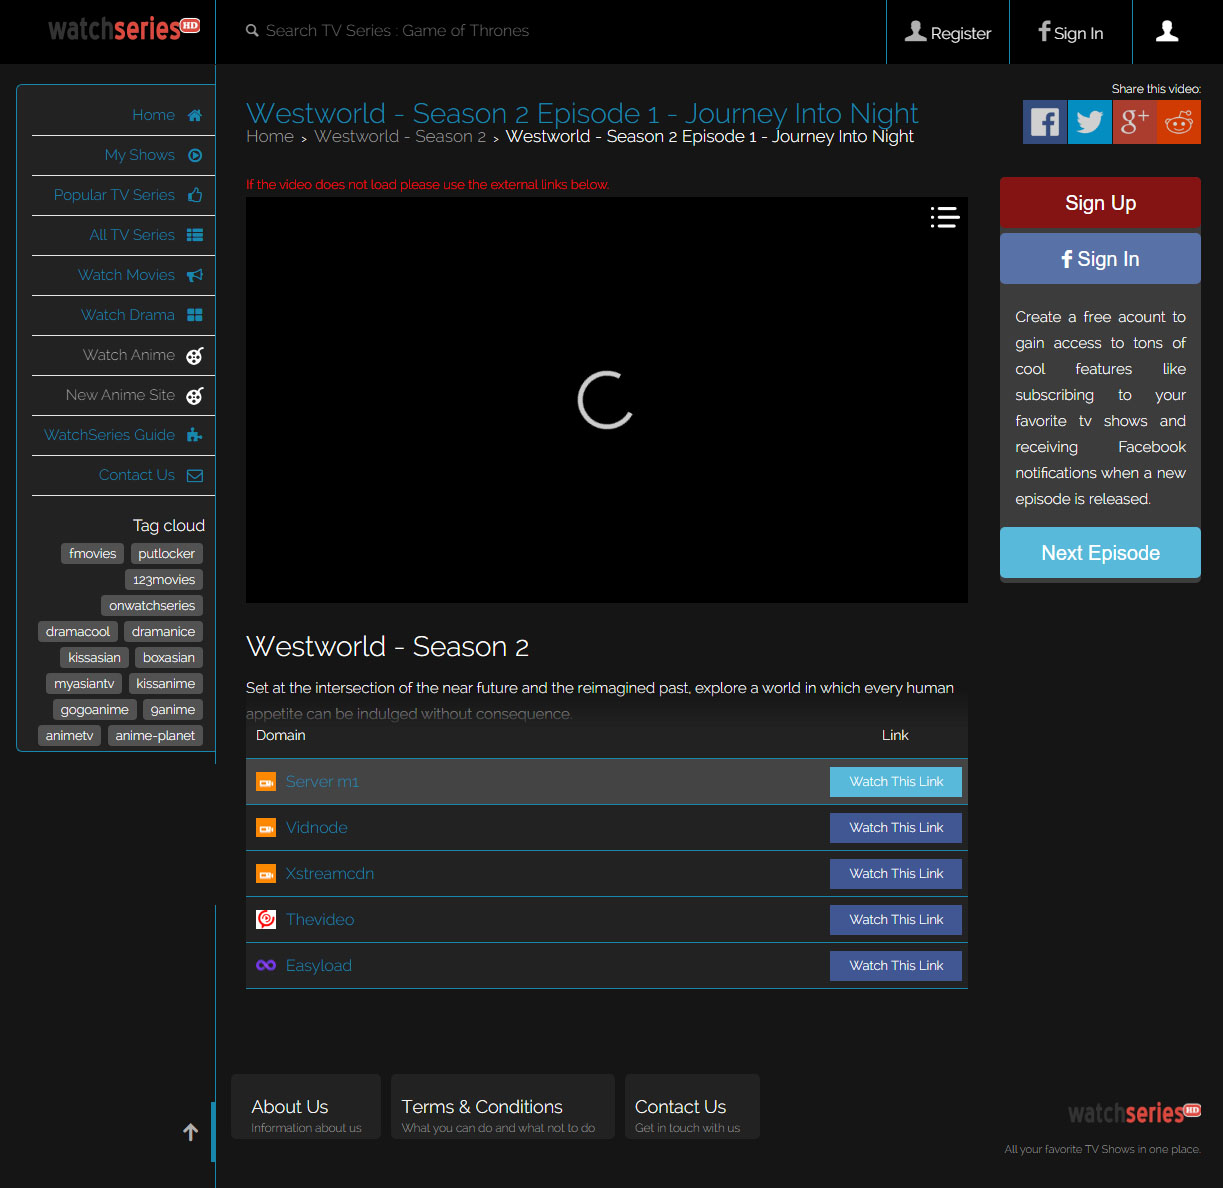 watchseries HD
Search TV Series : Game of Thrones
Register
f Sign In
Home
My Shows
Popular TV Series
All TV Series
Watch Movies
Watch Drama
Watch Anime
New Anime Site
WatchSeries Guide
Contact Us
Tag cloud
fmovies putlocker
123movies
onwatchseries
dramacool dramanice
kissasian boxasian
myasiantv kissanime
gogoanime 9anime
animetv anime-planet
Westworld - Season 2 Episode 1 - Journey Into Night
Home > Westworld - Season 2 > Westworld - Season 2 Episode 1 - Journey Into Night
Share this video:
g+
If the video does not load please use the external links below.
Sign Up
f Sign In
Create a free acount to
gain access to tons of
cool features like
subscribing to your
favorite tv shows and
receiving Facebook
notifications when a new
episode is released.
Next Episode
Westworld - Season 2
Set at the intersection of the near future and the reimagined past, explore a world in which every human
appetite can be indulged without consequence.
Domain Link
Server m1 Watch This Link
Vidnode Watch This Link
Xstreamcdn Watch This Link
Thevideo Watch This Link
Easyload Watch This Link
About Us
Information about us
Terms & Conditions
What you can do and what not to do
Contact Us
Get in touch with us
watchseries HD
All your favorite TV Shows in one place.